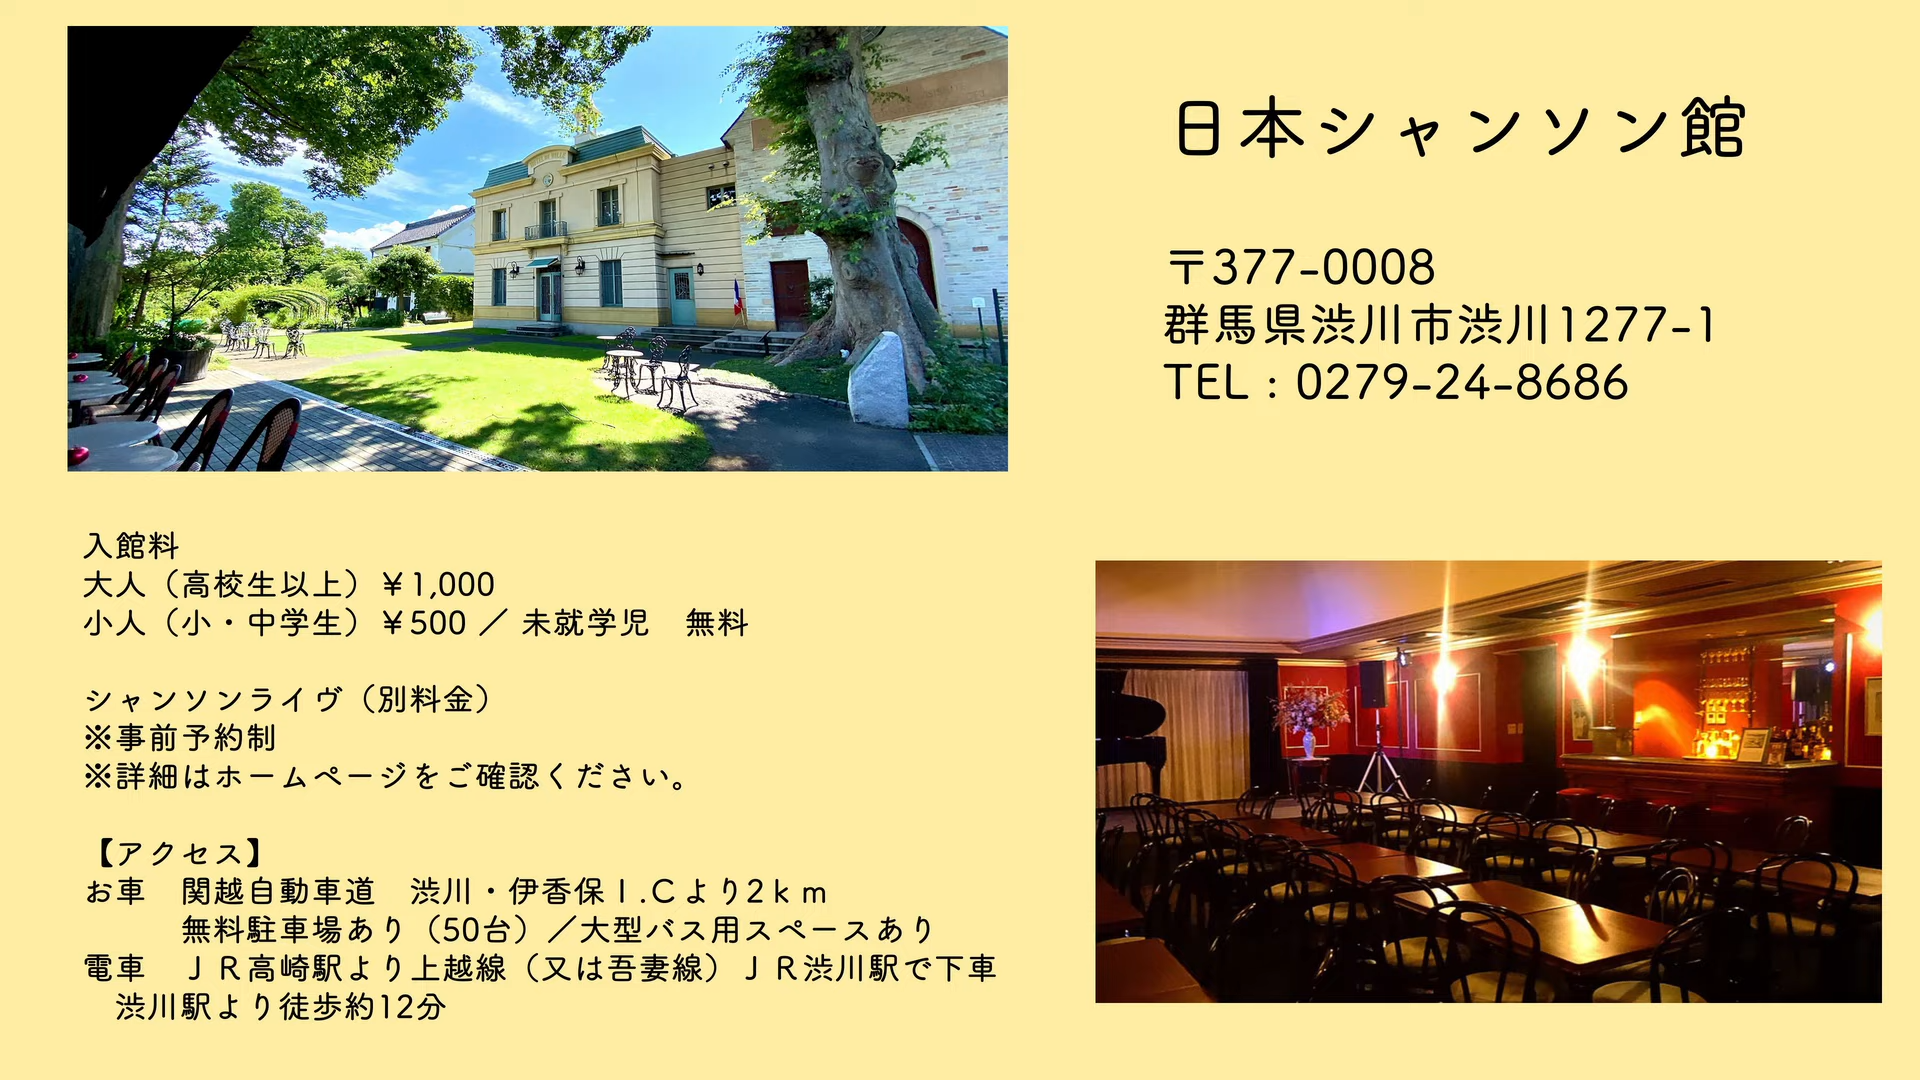 日本シャンソン館
〒377-0008
群馬県渋川市渋川1277-1
TEL：0279-24-8686
入館料
大人（高校生以上）￥1,000
小人（小・中学生）￥500 ／ 未就学児　無料
シャンソンライヴ（別料金）
※事前予約制
※詳細はホームページをご確認ください。
【アクセス】
お車　関越自動車道　渋川・伊香保Ｉ.Ｃより2ｋｍ
無料駐車場あり（50台）／大型バス用スペースあり
電車　ＪＲ高崎駅より上越線（又は吾妻線）ＪＲ渋川駅で下車
渋川駅より徒歩約12分